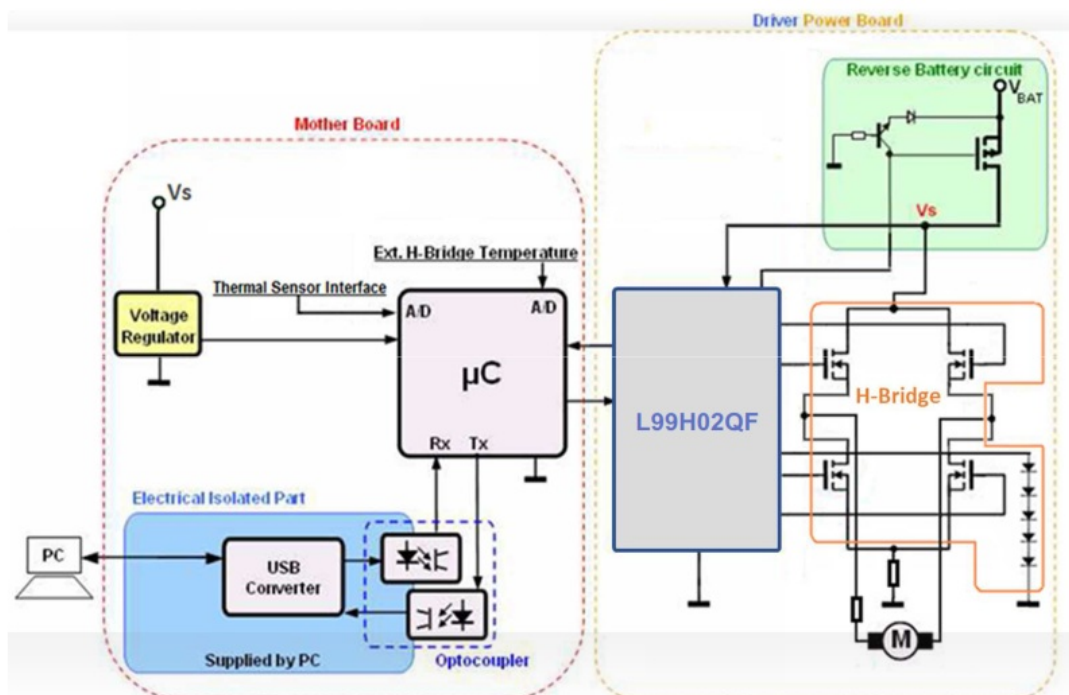 Driver Power Board
Reverse Battery circuit
V
BAT
Mother Board
Vs
Vs
Ext. H-Bridge Temperature
Thermal Sensor Interface
A/D
A/D
Voltage
Regulator
µC
H-Bridge
L99H02QF
Rx Tx
Electrical Isolated Part
PC
USB
Converter
M
Supplied by PC
Optocoupler